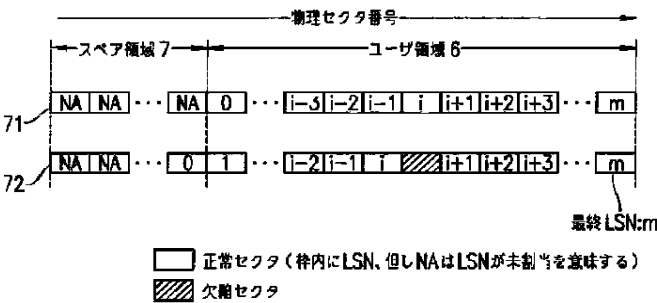 物理セクタ番号
スペア領域7 ユーザ領域6
71 NA NA ··· NA 0 ··· i-3 i-2 i-1 i i+1 i+2 i+3 ··· m
72 NA NA ··· 0 1 ··· i-2 i-1 i i+1 i+2 i+3 ··· m
最終LSN:m
正常セクタ(枠内にLSN、但しNAはLSNが未割当を意味する)
欠陥セクタ